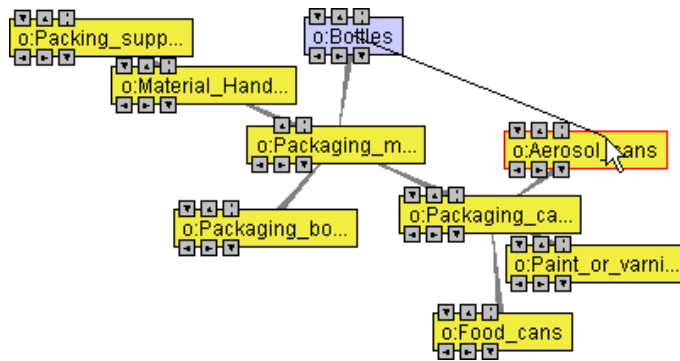 o:Packing_supp...
o:Bottles
o:Material_Hand...
o:Packaging_m...
o:Aerosol_cans
o:Packaging_bo...
o:Packaging_ca...
o:Paint_or_varni...
o:Food_cans